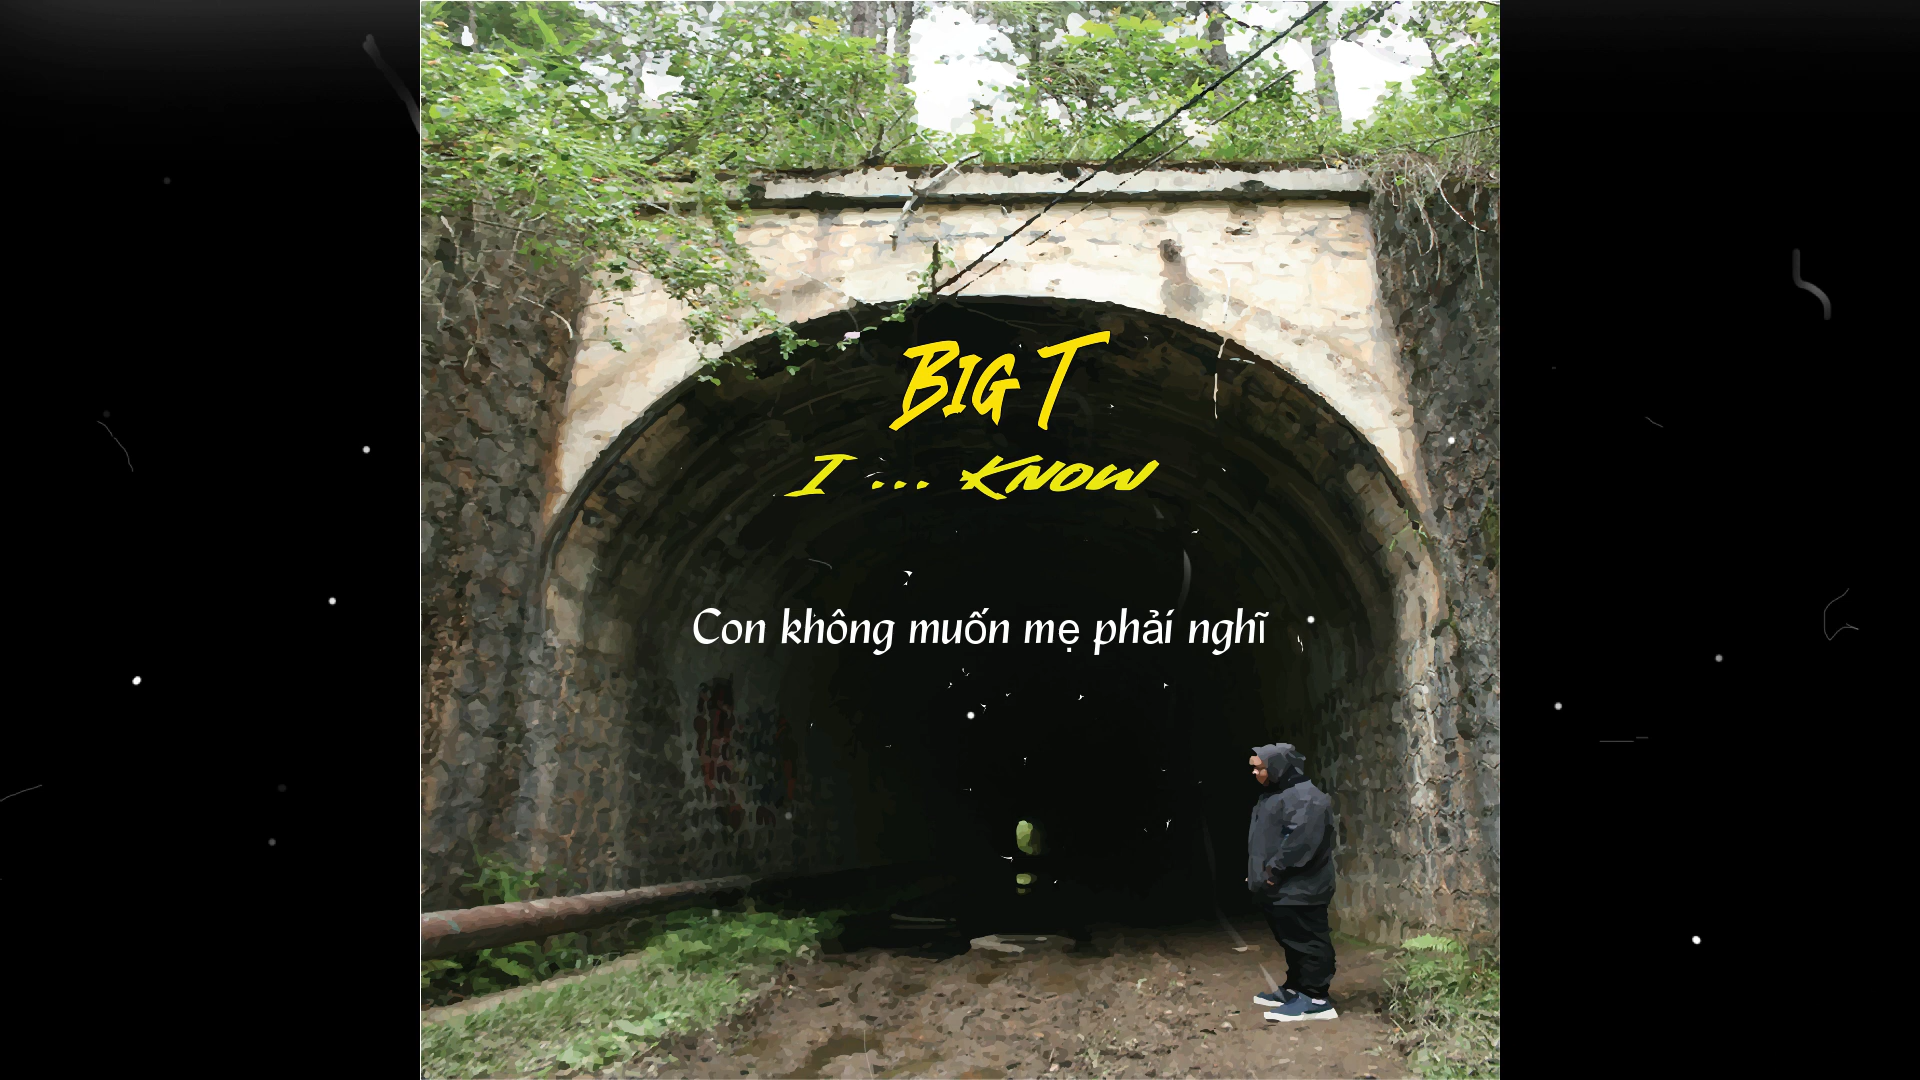 BIG T
I ... KNOW
Con không muốn mẹ phải nghĩ